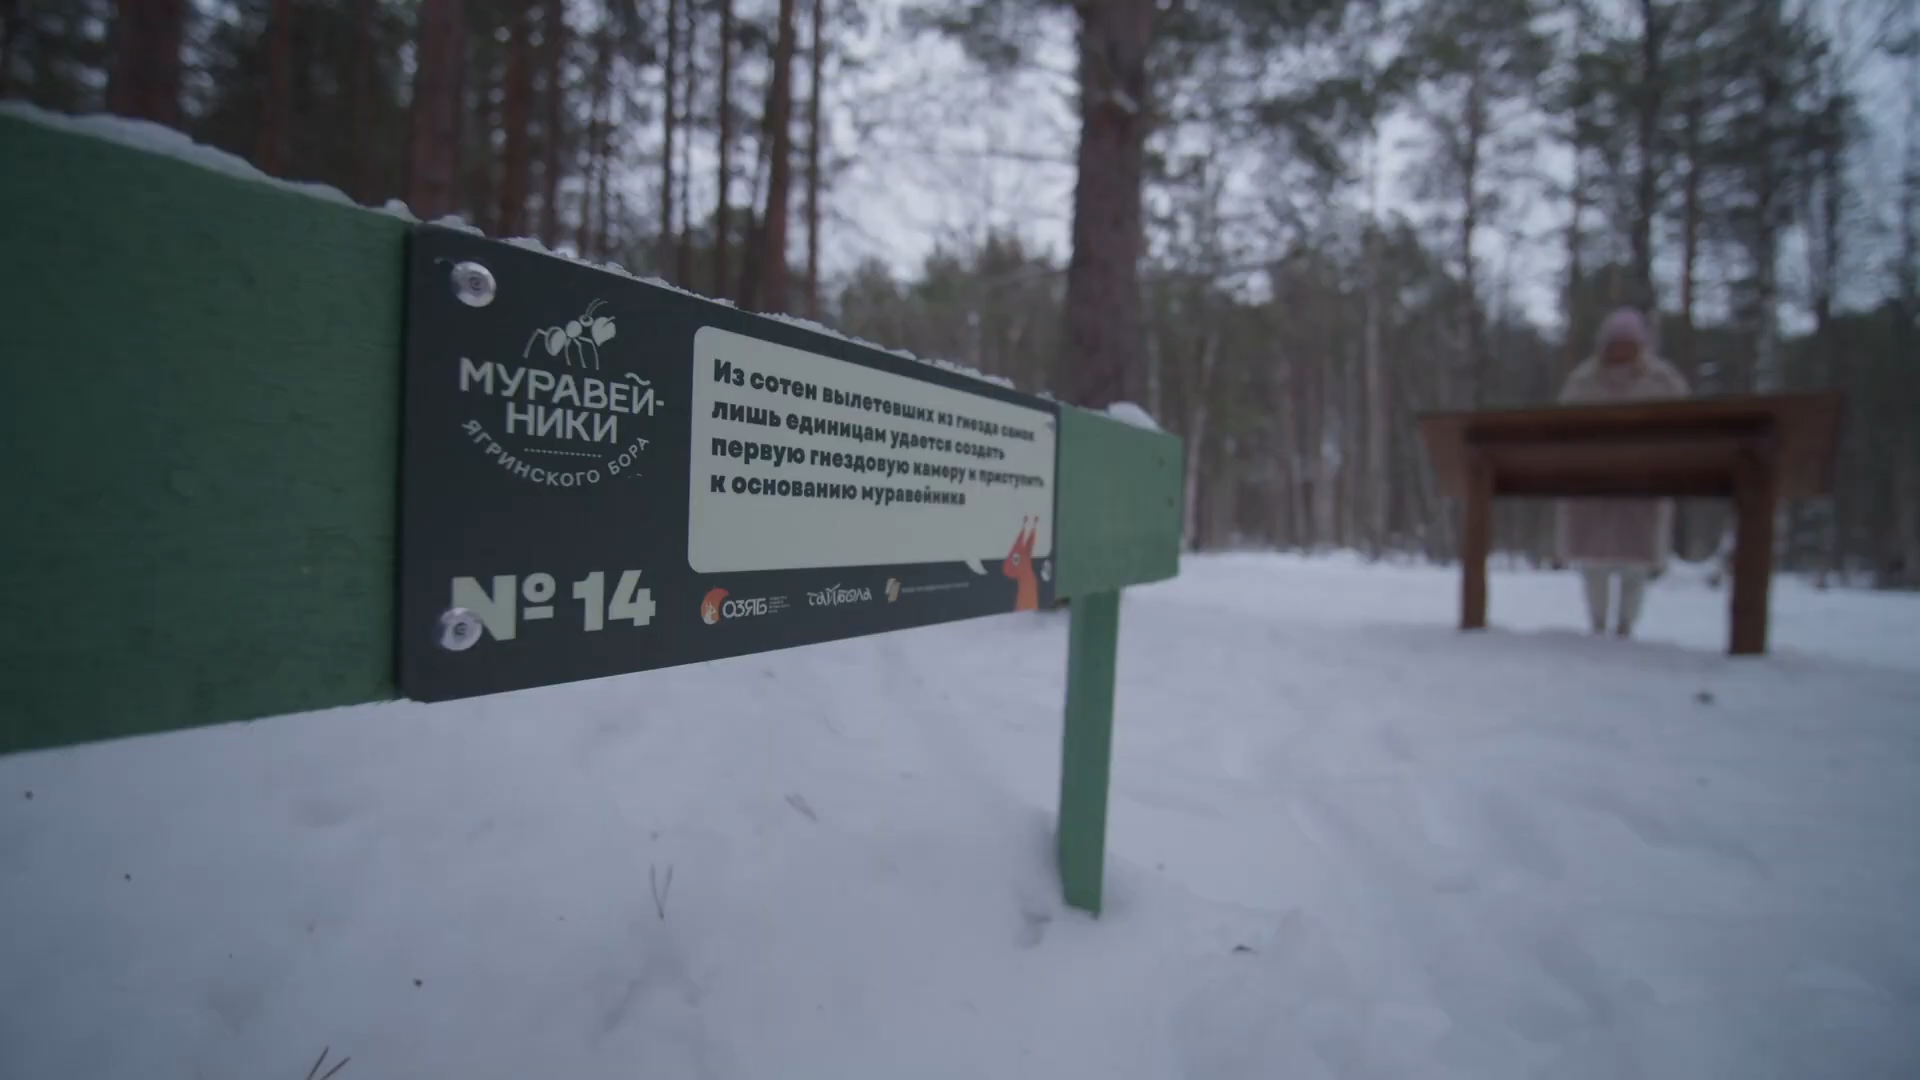 МУРАВЕЙ-
НИКИ
ЯГРИНСКОГО БОРА
№ 14
Из сотен вылетевших из гнезда самок
лишь единицам удается создать
первую гнездовую камеру и приступить
к основанию муравейника
ОЗЯБ
тайбола